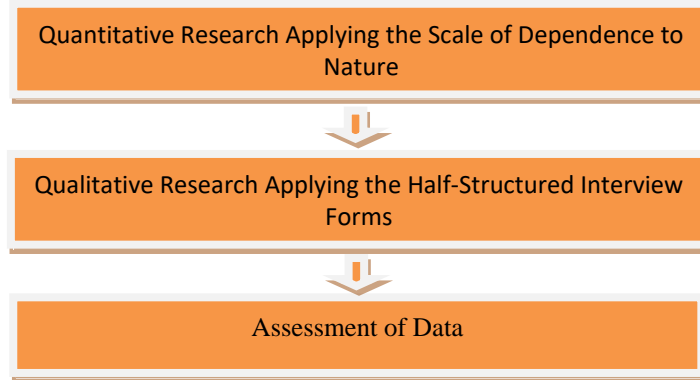 Quantitative Research Applying the Scale of Dependence to
Nature
Qualitative Research Applying the Half-Structured Interview
Forms
Assessment of Data